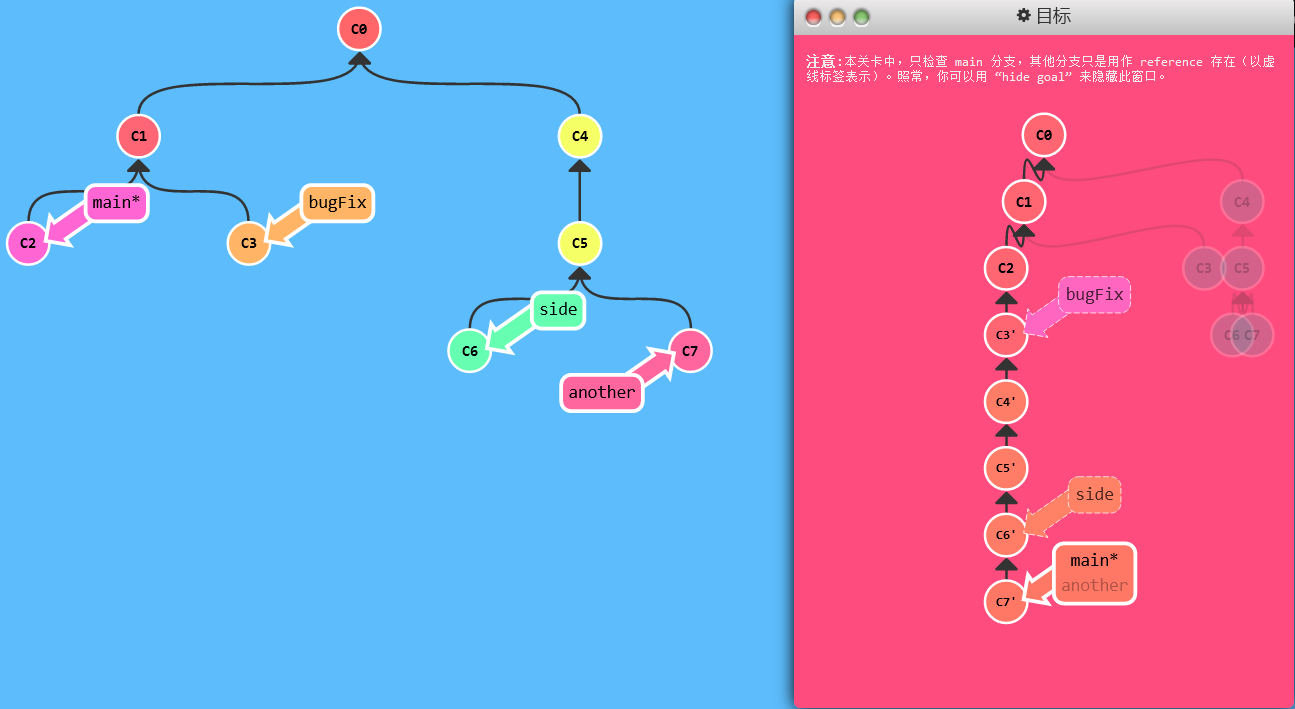 C0
C1
C4
main*
bugFix
C2
C3
C5
side
C6
C7
another
目标
注意:本关卡中，只检查 main 分支，其他分支只是用作 reference 存在（以虚
线标签表示）。照常，你可以用 “hide goal” 来隐藏此窗口。
C0
C1
C4
C2
C3
C5
bugFix
C3'
C6
C7
C4'
C5'
side
C6'
main*
another
C7'